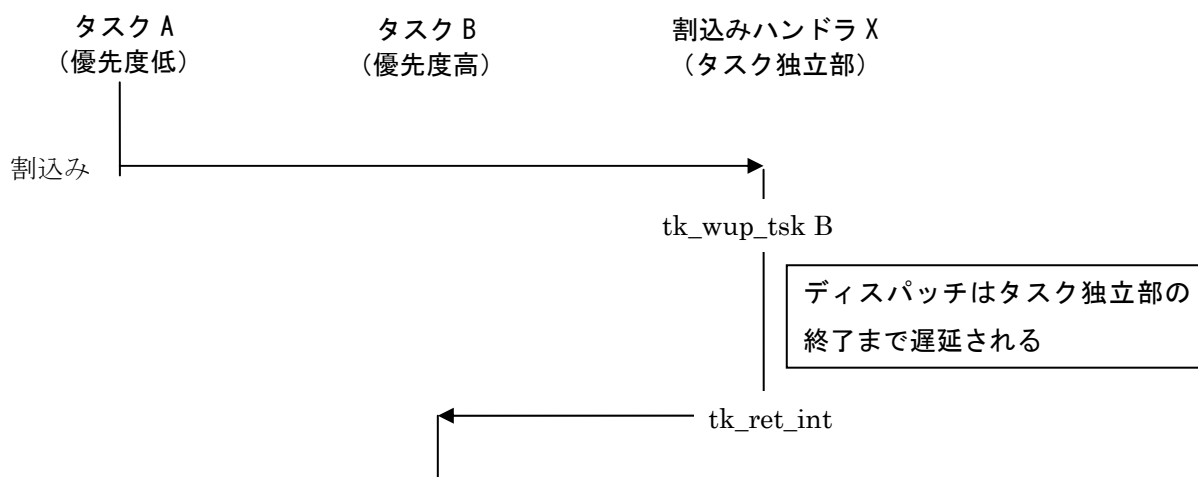 タスク A
(優先度低)
タスク B
(優先度高)
割込みハンドラ X
(タスク独立部)
割込み
tk_wup_tsk B
ディスパッチはタスク独立部の
終了まで遅延される
tk_ret_int